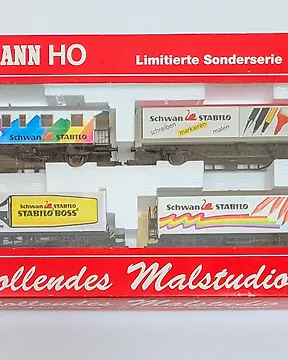 ANN HO
Limitierte Sonderserie
Schwan STABILO
Schwan STABILO
schreiben markieren malen
Schwan STABILO
STABILO BOSS
Schwan STABILO
ollendes Malstudio